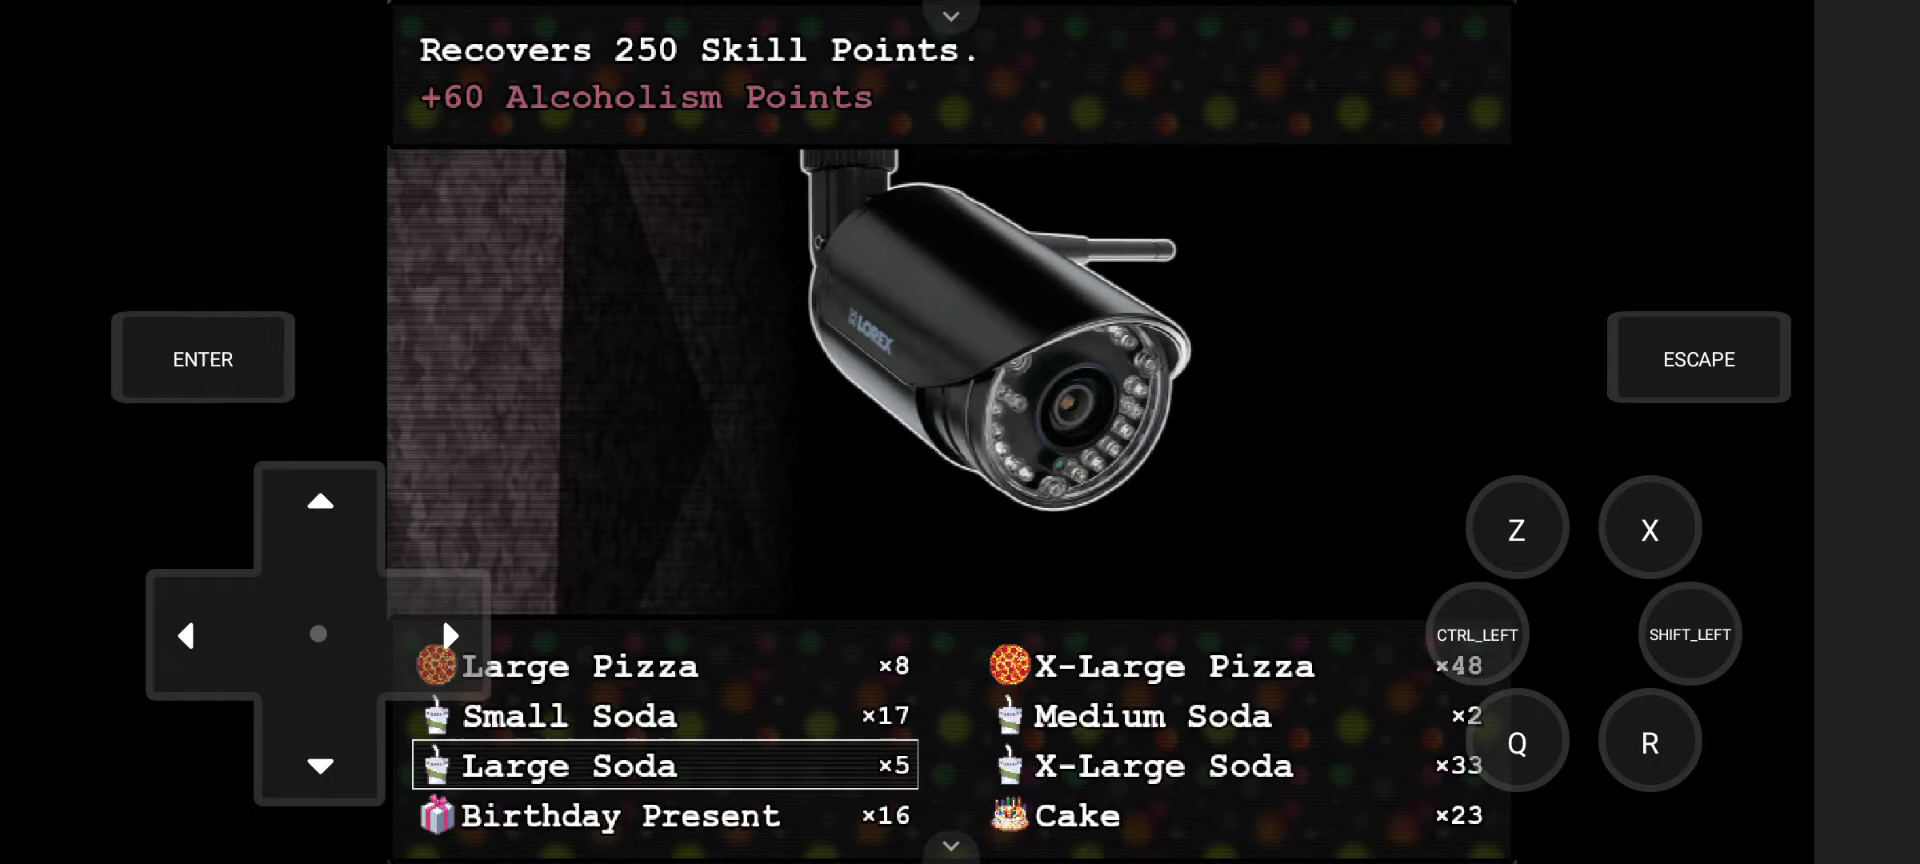 Recovers 250 Skill Points.
+60 Alcoholism Points
LOREX
ENTER
ESCAPE
Z
X
CTRL_LEFT
SHIFT_LEFT
Q
R
Large Pizza ×8
X-Large Pizza ×48
Small Soda ×17
Medium Soda ×2
Large Soda ×5
X-Large Soda ×33
Birthday Present ×16
Cake ×23